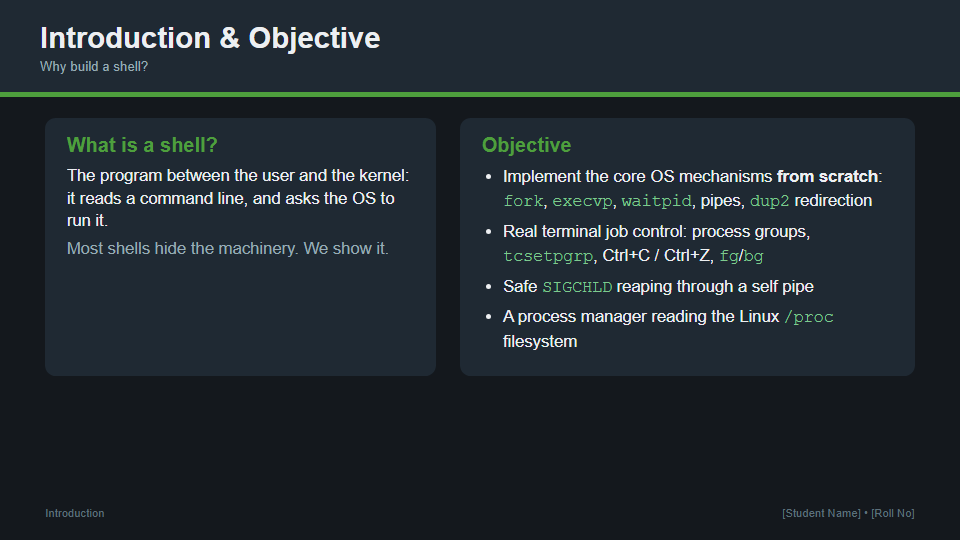 Introduction & Objective
Why build a shell?
What is a shell?
The program between the user and the kernel:
it reads a command line, and asks the OS to
run it.
Most shells hide the machinery. We show it.
Objective
• Implement the core OS mechanisms from scratch:
fork, execvp, waitpid, pipes, dup2 redirection
• Real terminal job control: process groups,
tcsetpgrp, Ctrl+C / Ctrl+Z, fg/bg
• Safe SIGCHLD reaping through a self pipe
• A process manager reading the Linux /proc
filesystem
Introduction
[Student Name] • [Roll No]